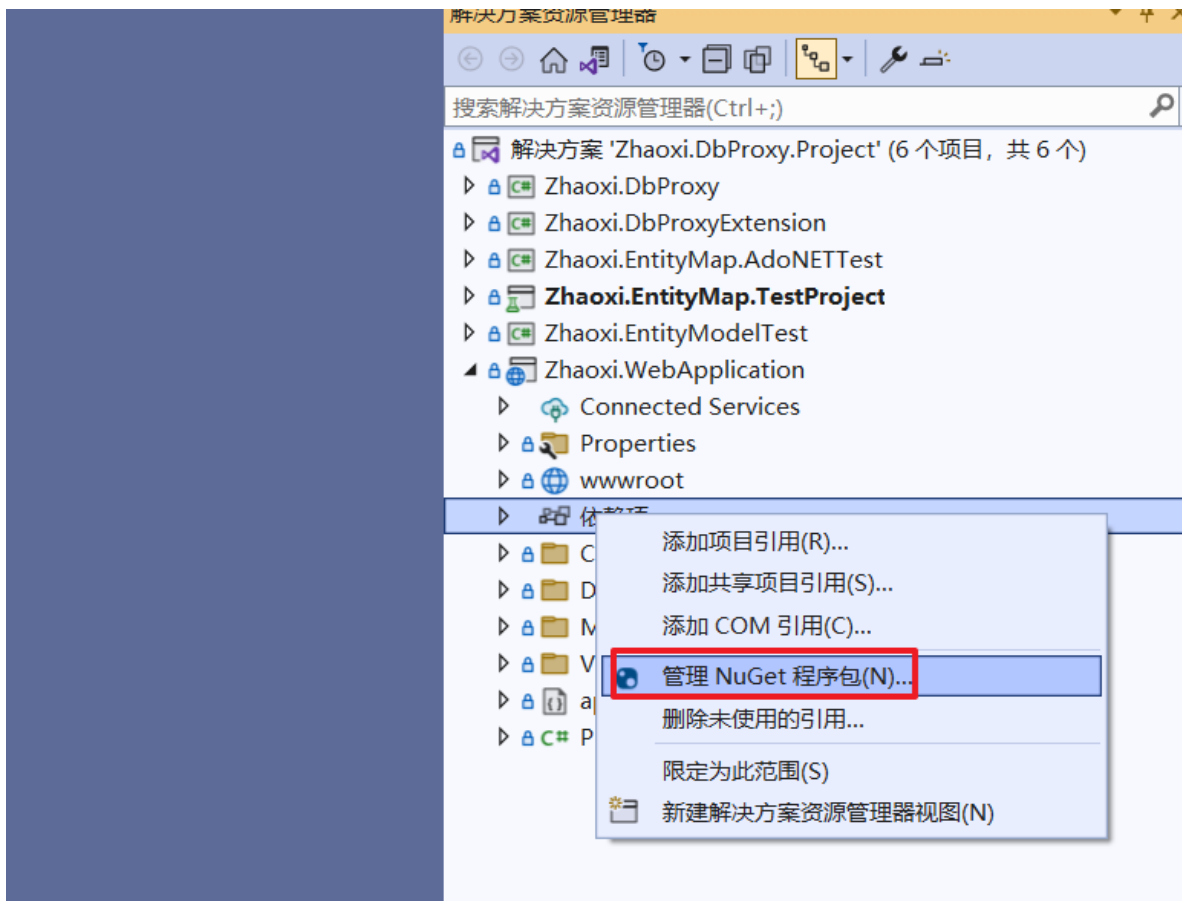 解决方案资源管理器
搜索解决方案资源管理器(Ctrl+;)
解决方案 'Zhaoxi.DbProxy.Project' (6 个项目，共 6 个)
C# Zhaoxi.DbProxy
C# Zhaoxi.DbProxyExtension
C# Zhaoxi.EntityMap.AdoNETTest
Zhaoxi.EntityMap.TestProject
C# Zhaoxi.EntityModelTest
Zhaoxi.WebApplication
Connected Services
Properties
wwwroot
依赖项
添加项目引用(R)...
C
添加共享项目引用(S)...
D
添加 COM 引用(C)...
M
管理 NuGet 程序包(N)...
V
删除未使用的引用...
ap
C# P
限定为此范围(S)
新建解决方案资源管理器视图(N)